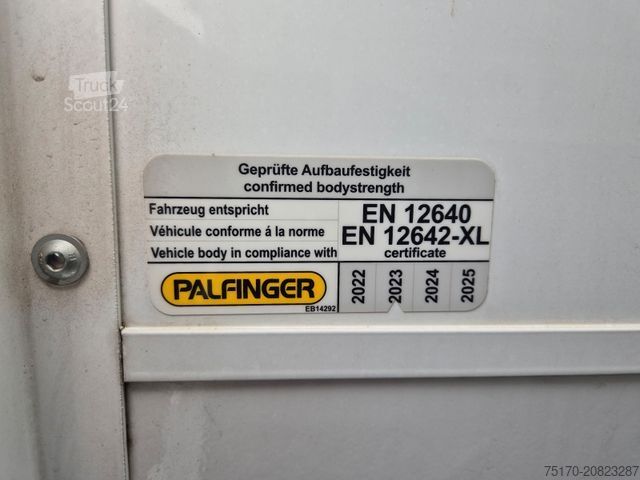 Truck
Scout24
Geprüfte Aufbaufestigkeit
confirmed bodystrength
Fahrzeug entspricht
Véhicule conforme á la norme
Vehicle body in compliance with
EN 12640
EN 12642-XL
certificate
PALFINGER
EB14292
2022
2023
2024
2025
75170-20823287